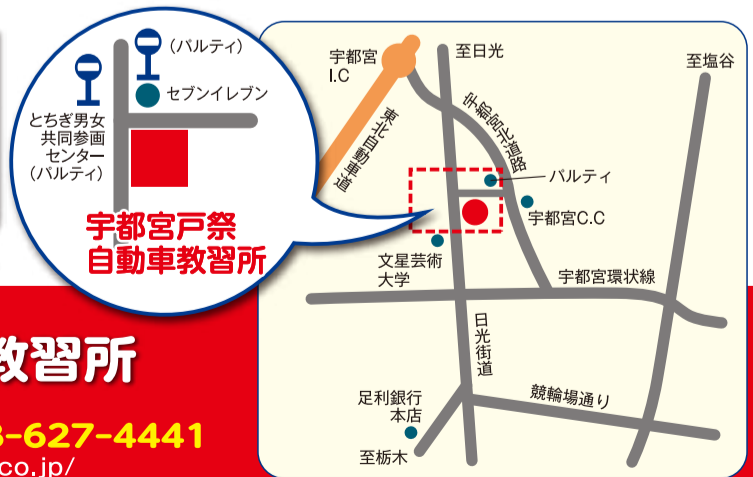 (パルティ)
セブンイレブン
とちぎ男女
共同参画
センター
(パルティ)
宇都宮戸祭
自動車教習所
宇都宮
I.C
至日光
至塩谷
東北自動車道
宇都宮北道路
パルティ
宇都宮C.C
文星芸術
大学
宇都宮環状線
日光街道
足利銀行
本店
競輪場通り
至栃木
教習所
-627-4441
co.jp/